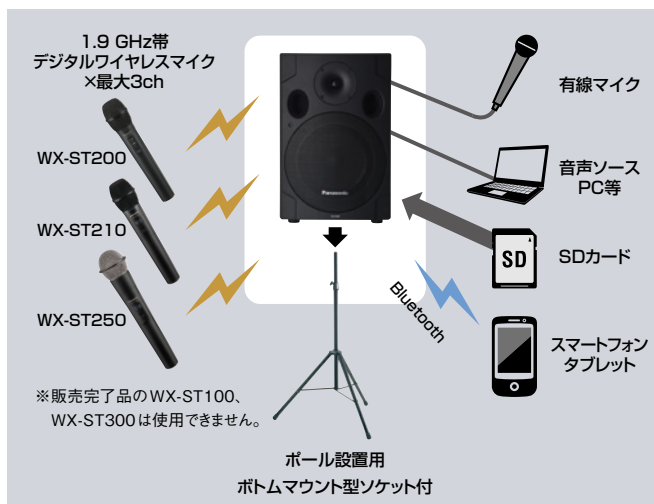 1.9 GHz帯
デジタルワイヤレスマイク
×最大3ch
WX-ST200
WX-ST210
WX-ST250
※販売完了品のWX-ST100、
WX-ST300は使用できません。
Panasonic
有線マイク
音声ソース
PC等
SD
SDカード
Bluetooth
スマートフォン
タブレット
ポール設置用
ボトムマウント型ソケット付